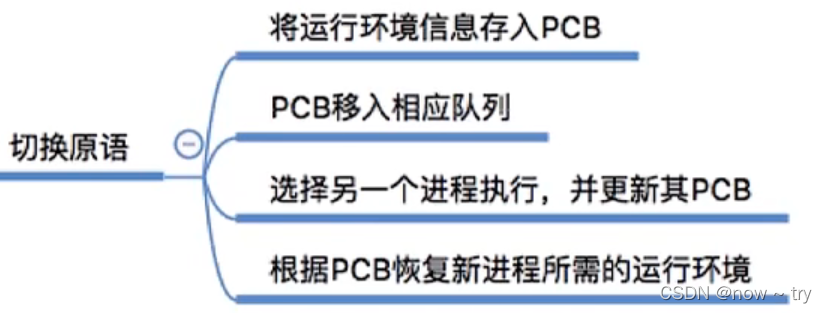 将运行环境信息存入PCB
PCB移入相应队列
切换原语
选择另一个进程执行，并更新其PCB
根据PCB恢复新进程所需的运行环境
CSDN @now ~ try